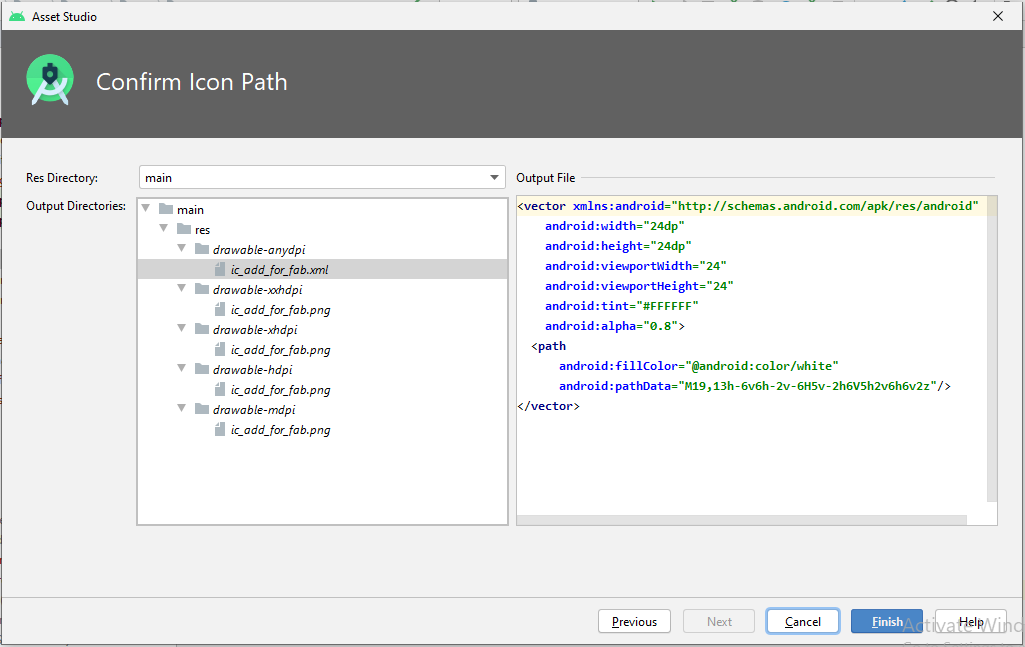 Asset Studio
Confirm Icon Path
Res Directory:
main
Output Directories:
main
res
drawable-anydpi
ic_add_for_fab.xml
drawable-xxhdpi
ic_add_for_fab.png
drawable-xhdpi
ic_add_for_fab.png
drawable-hdpi
ic_add_for_fab.png
drawable-mdpi
ic_add_for_fab.png
Output File
<vector xmlns:android="http://schemas.android.com/apk/res/android"
android:width="24dp"
android:height="24dp"
android:viewportWidth="24"
android:viewportHeight="24"
android:tint="#FFFFFF"
android:alpha="0.8">
<path
android:fillColor="@android:color/white"
android:pathData="M19,13h-6v6h-2v-6H5v-2h6V5h2v6h6v2z"/>
</vector>
Previous
Next
Cancel
Finish
Help
Activate Wind